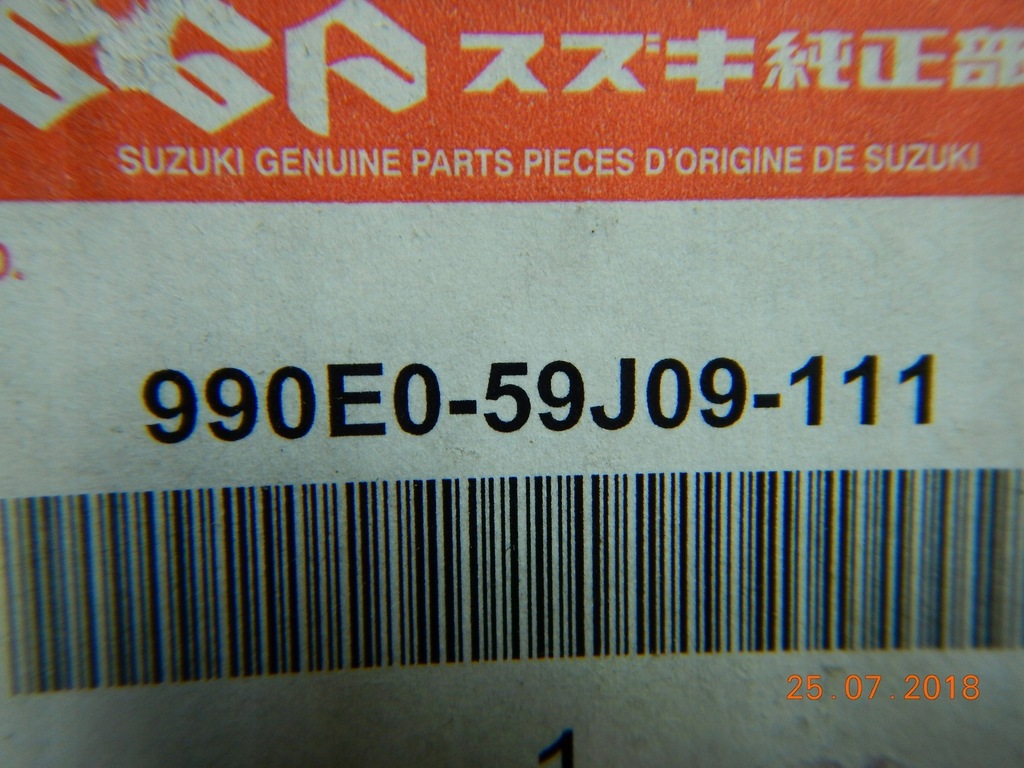 SGP スズキ純正部
SUZUKI GENUINE PARTS PIECES D'ORIGINE DE SUZUKI
O.
990E0-59J09-111
25.07.2018
1